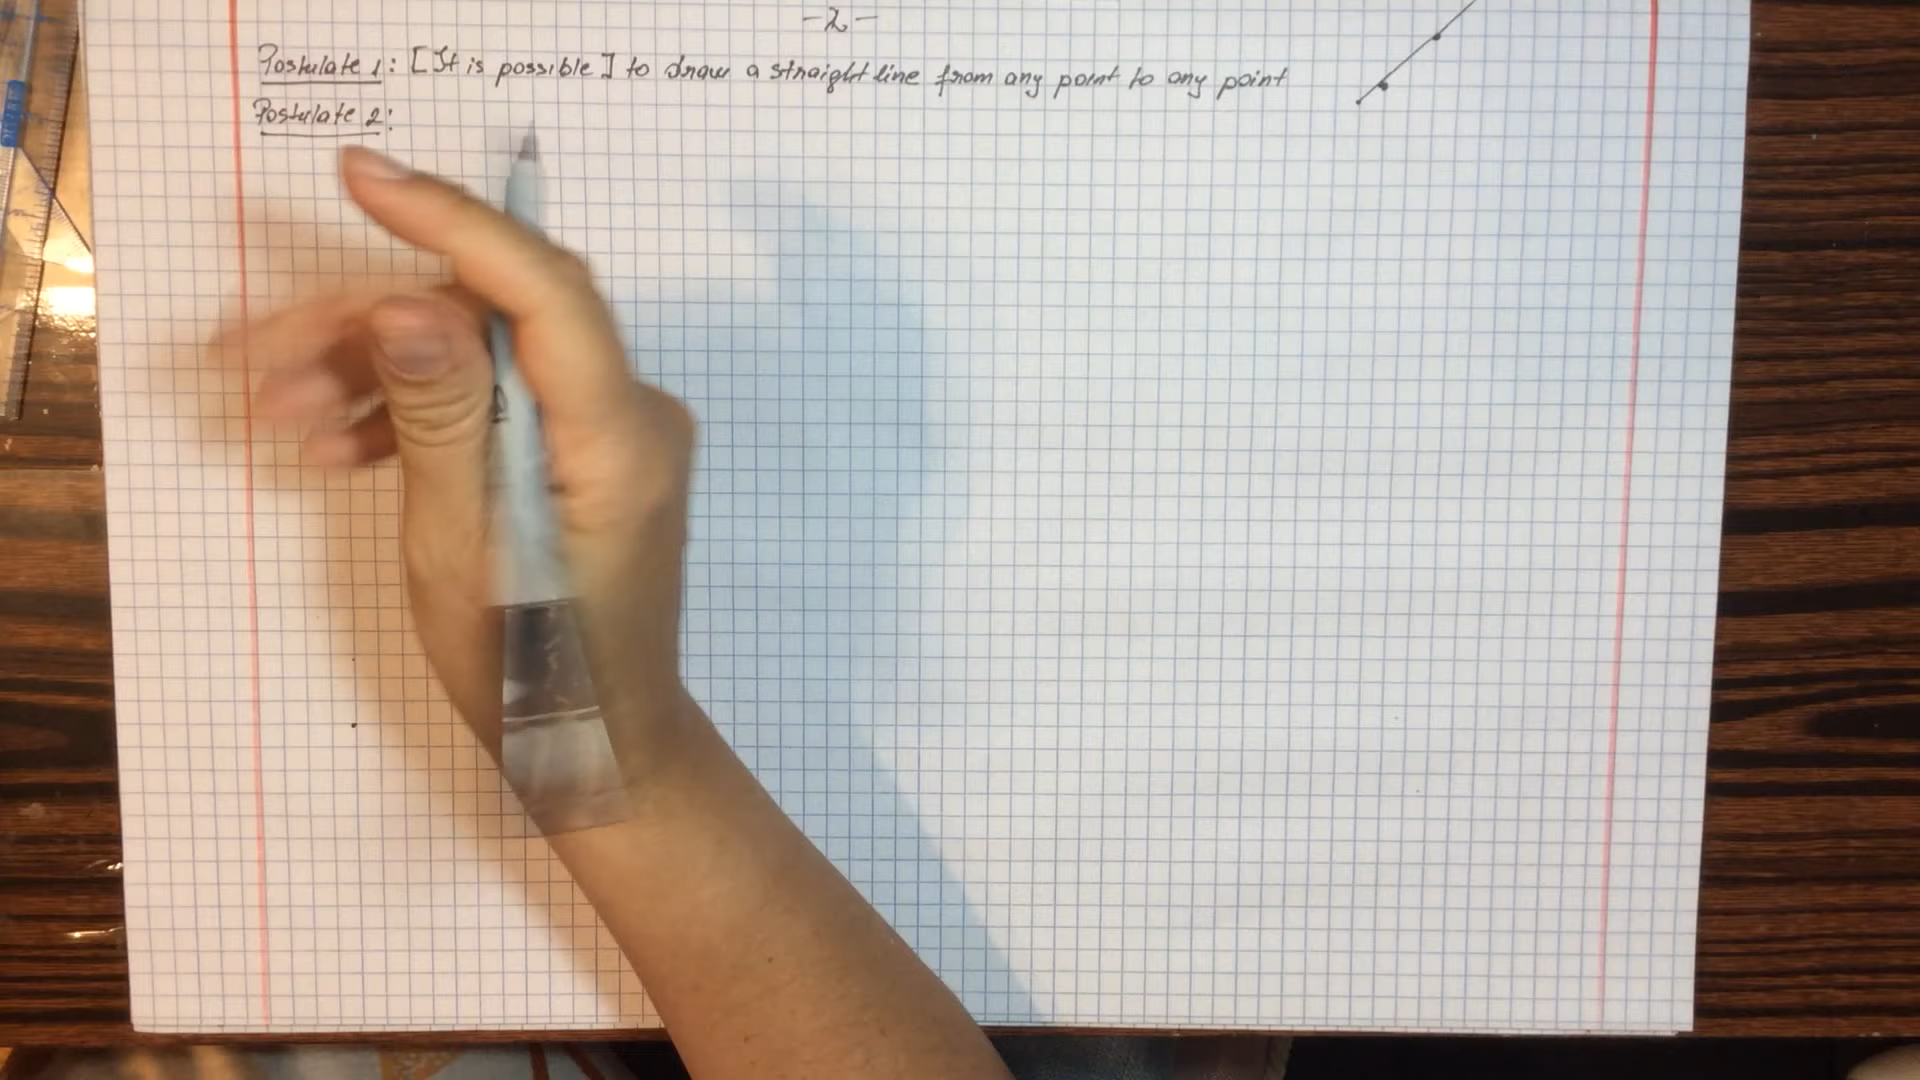 -2-
Postulate 1: [It is possible] to draw a straight line from any point to any point
Postulate 2: